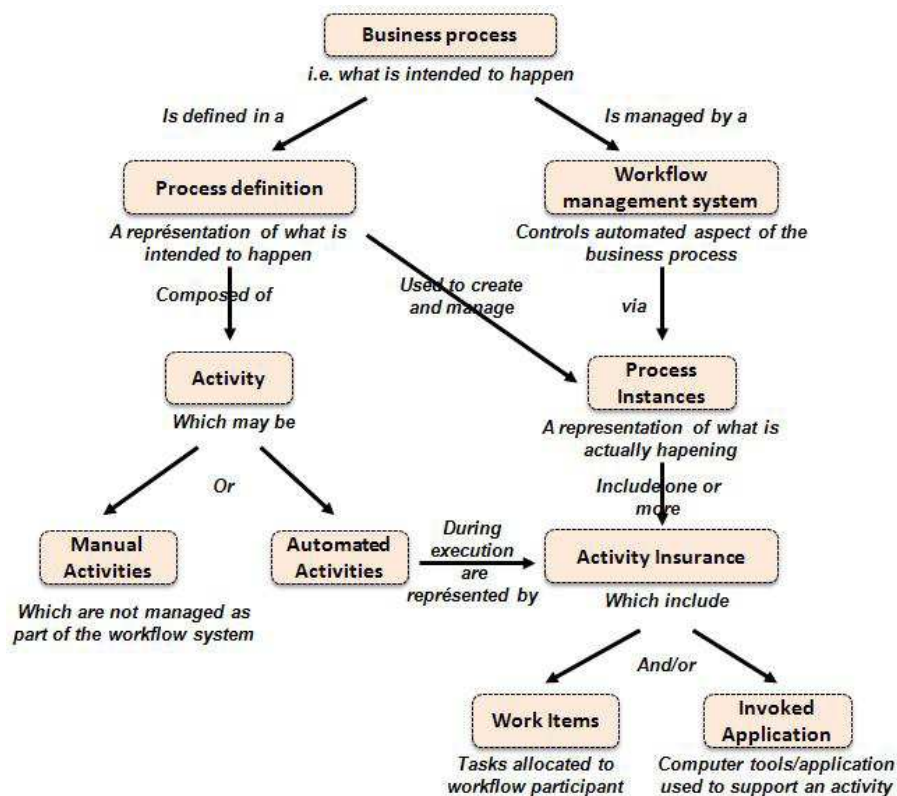 Business process
i.e. what is intended to happen
Is defined in a
Is managed by a
Process definition
Workflow
management system
A représentation of what is
intended to happen
Controls automated aspect of the
business process
Composed of
Used to create
and manage
via
Activity
Process
Instances
Which may be
A representation of what is
actually hapening
Or
Include one or
more
Manual
Activities
Automated
Activities
During
execution
are
représented by
Activity Insurance
Which are not managed as
part of the workflow system
Which include
And/or
Work Items
Invoked
Application
Tasks allocated to
workflow participant
Computer tools/application
used to support an activity